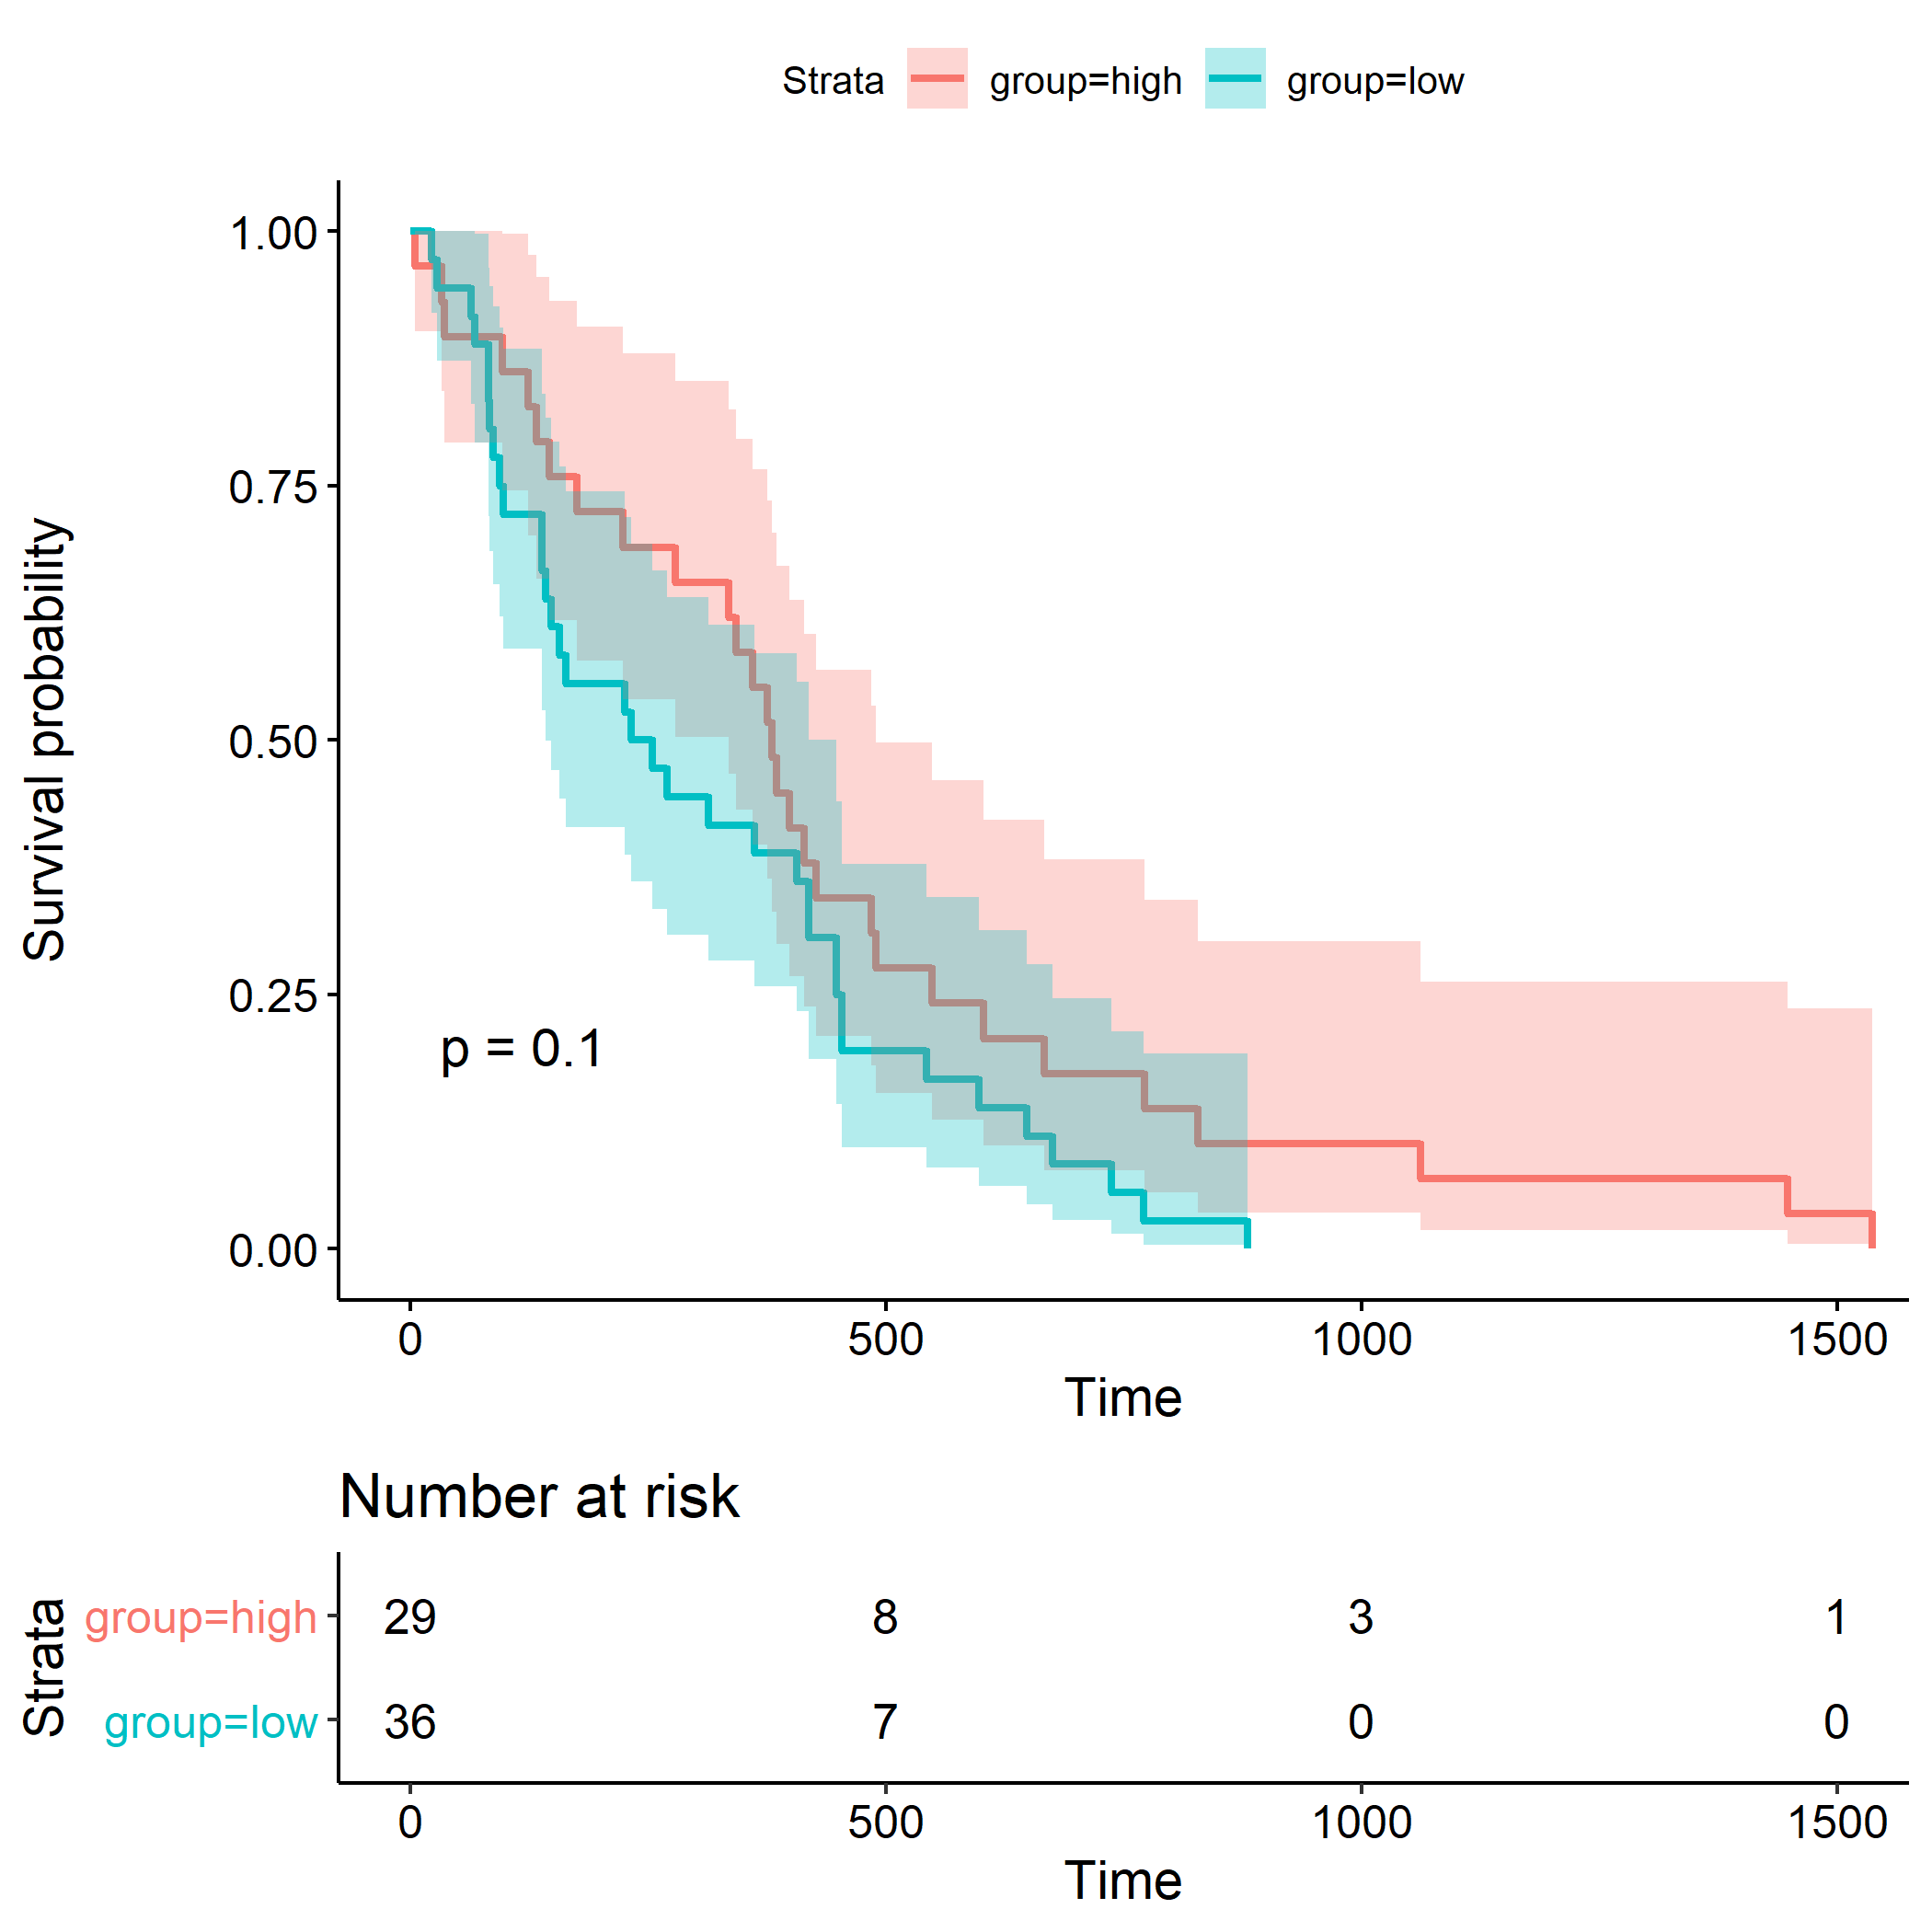 Strata group=high group=low
1.00
0.75
0.50
0.25
0.00
Survival probability
p = 0.1
0 500 1000 1500
Time
Number at risk
Strata
group=high 29 8 3 1
group=low 36 7 0 0
0 500 1000 1500
Time